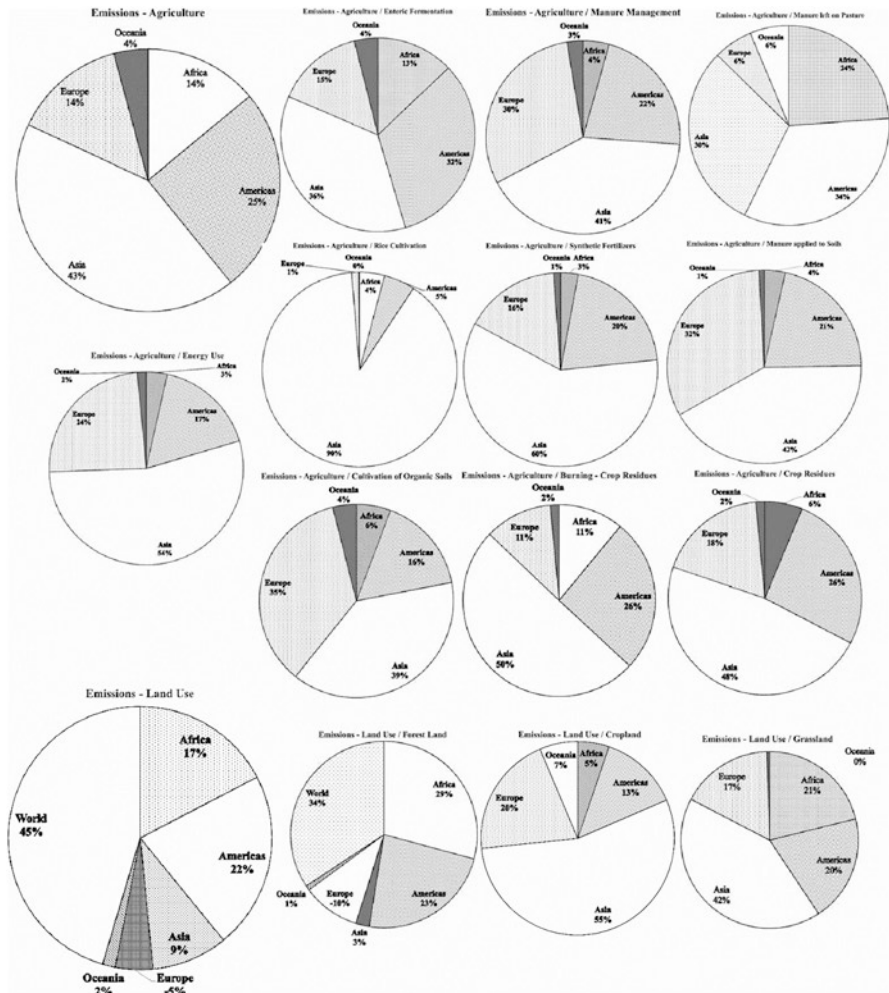 Emissions - Agriculture
Oceania
4%
Africa
14%
Americas
25%
Asia
43%
Europe
14%
Emissions - Agriculture / Enteric Fermentation
Oceania
4%
Africa
13%
Americas
32%
Asia
36%
Europe
15%
Emissions - Agriculture / Manure Management
Oceania
3%
Africa
4%
Americas
22%
Asia
41%
Europe
30%
Emissions - Agriculture / Manure left on Pasture
Oceania
6%
Africa
24%
Americas
34%
Asia
30%
Europe
6%
Emissions - Agriculture / Rice Cultivation
Oceania
0%
Africa
4%
Americas
5%
Asia
90%
Europe
1%
Emissions - Agriculture / Synthetic Fertilizers
Oceania
1%
Africa
3%
Americas
20%
Asia
60%
Europe
16%
Emissions - Agriculture / Manure applied to Soils
Oceania
1%
Africa
4%
Americas
21%
Asia
42%
Europe
32%
Emissions - Agriculture / Energy Use
Oceania
2%
Africa
3%
Americas
17%
Asia
54%
Europe
24%
Emissions - Agriculture / Cultivation of Organic Soils
Oceania
4%
Africa
6%
Americas
16%
Asia
39%
Europe
35%
Emissions - Agriculture / Burning - Crop Residues
Oceania
2%
Africa
11%
Americas
26%
Asia
50%
Europe
11%
Emissions - Agriculture / Crop Residues
Oceania
2%
Africa
6%
Americas
26%
Asia
48%
Europe
18%
Emissions - Land Use
Africa
17%
Americas
22%
Asia
9%
Europe
-5%
Oceania
2%
World
45%
Emissions - Land Use / Forest Land
Africa
29%
Americas
23%
Asia
3%
Europe
-10%
Oceania
1%
World
34%
Emissions - Land Use / Cropland
Oceania
7%
Africa
5%
Americas
13%
Asia
55%
Europe
20%
Emissions - Land Use / Grassland
Oceania
0%
Africa
21%
Americas
20%
Asia
42%
Europe
17%